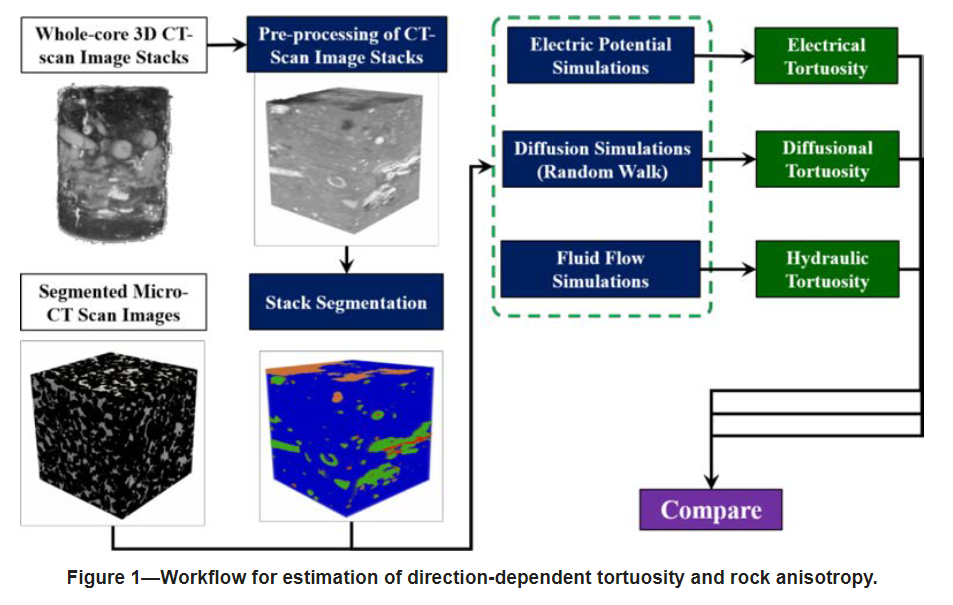 Whole-core 3D CT-
scan Image Stacks
Pre-processing of CT-
Scan Image Stacks
Segmented Micro-
CT Scan Images
Stack Segmentation
Electric Potential
Simulations
Electrical
Tortuosity
Diffusion Simulations
(Random Walk)
Diffusional
Tortuosity
Fluid Flow
Simulations
Hydraulic
Tortuosity
Compare
Figure 1—Workflow for estimation of direction-dependent tortuosity and rock anisotropy.